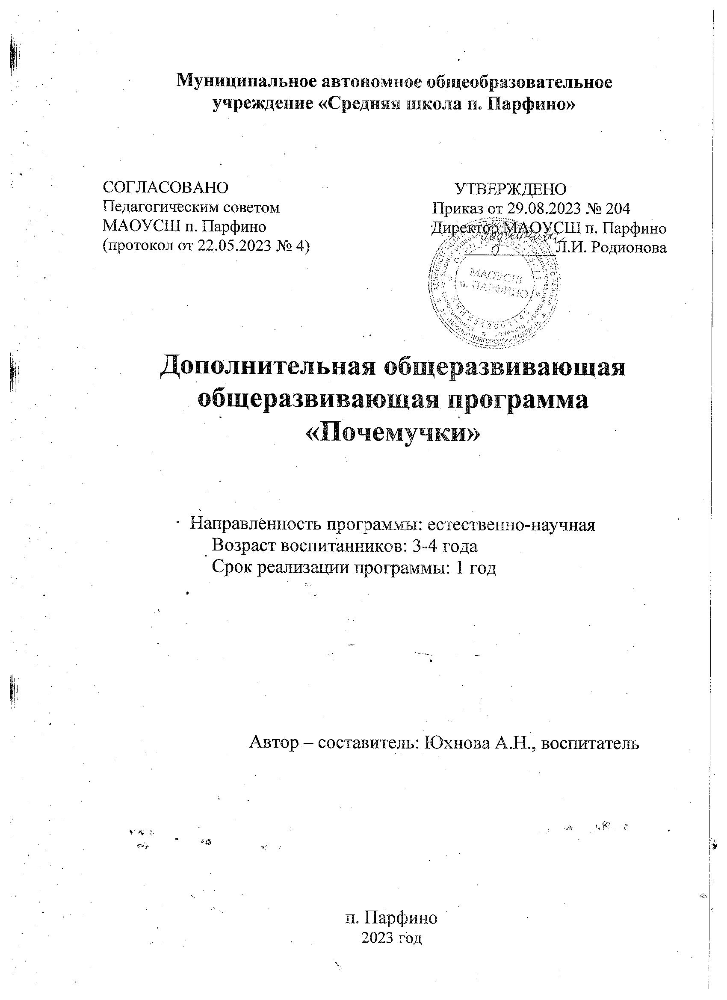 Муниципальное автономное общеобразовательное
учреждение «Средняя школа п. Парфино»
СОГЛАСОВАНО
Педагогическим советом
МАОУСШ п. Парфино
(протокол от 22.05.2023 № 4)
УТВЕРЖДЕНО
Приказ от 29.08.2023 № 204
Директор МАОУСШ п. Парфино
Л.И. Родионова
МАОУСШ
п. ПАРФИНО
Дополнительная общеразвивающая
общеразвивающая программа
«Почемучки»
Направленность программы: естественно-научная
Возраст воспитанников: 3-4 года
Срок реализации программы: 1 год
Автор – составитель: Юхнова А.Н., воспитатель
п. Парфино
2023 год